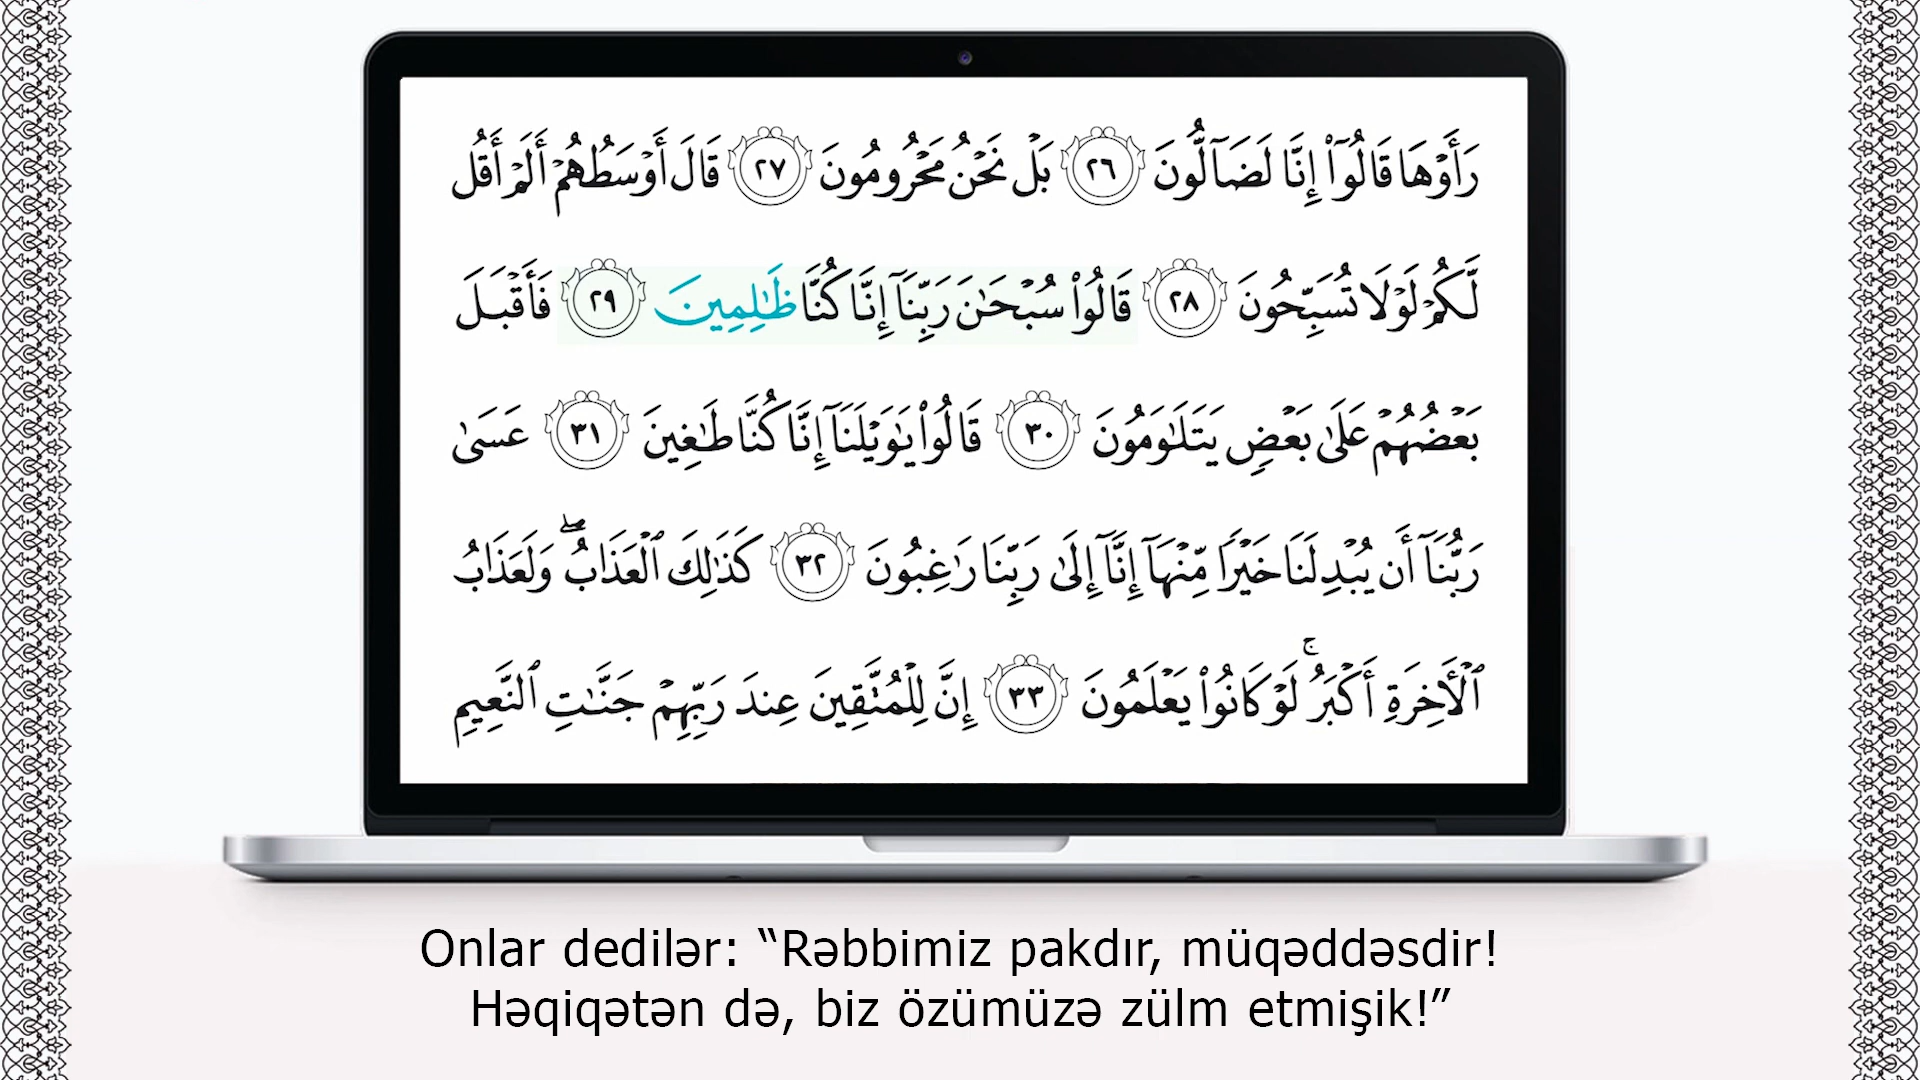 رَأَوْهَا قَالُوٓا۟ إِنَّا لَضَآلُّونَ ٢٦ بَلْ نَحْنُ مَحْرُومُونَ ٢٧ قَالَ أَوْسَطُهُمْ أَلَمْ أَقُل
لَّكُمْ لَوْلَا تُسَبِّحُونَ ٢٨ قَالُوا۟ سُبْحَـٰنَ رَبِّنَآ إِنَّا كُنَّا ظَـٰلِمِينَ ٢٩ فَأَقْبَلَ
بَعْضُهُمْ عَلَىٰ بَعْضٍ يَتَلَـٰوَمُونَ ٣٠ قَالُوا۟ يَـٰوَيْلَنَآ إِنَّا كُنَّا طَـٰغِينَ ٣١ عَسَىٰ
رَبُّنَآ أَن يُبْدِلَنَا خَيْرًا مِّنْهَآ إِنَّآ إِلَىٰ رَبِّنَا رَٰغِبُونَ ٣٢ كَذَٰلِكَ ٱلْعَذَابُ ۖ وَلَعَذَابُ
ٱلْـَٔاخِرَةِ أَكْبَرُ ۚ لَوْ كَانُوا۟ يَعْلَمُونَ ٣٣ إِنَّ لِلْمُتَّقِينَ عِندَ رَبِّهِمْ جَنَّـٰتِ ٱلنَّعِيمِ
Onlar dedilər: “Rəbbimiz pakdır, müqəddəsdir!
Həqiqətən də, biz özümüzə zülm etmişik!”